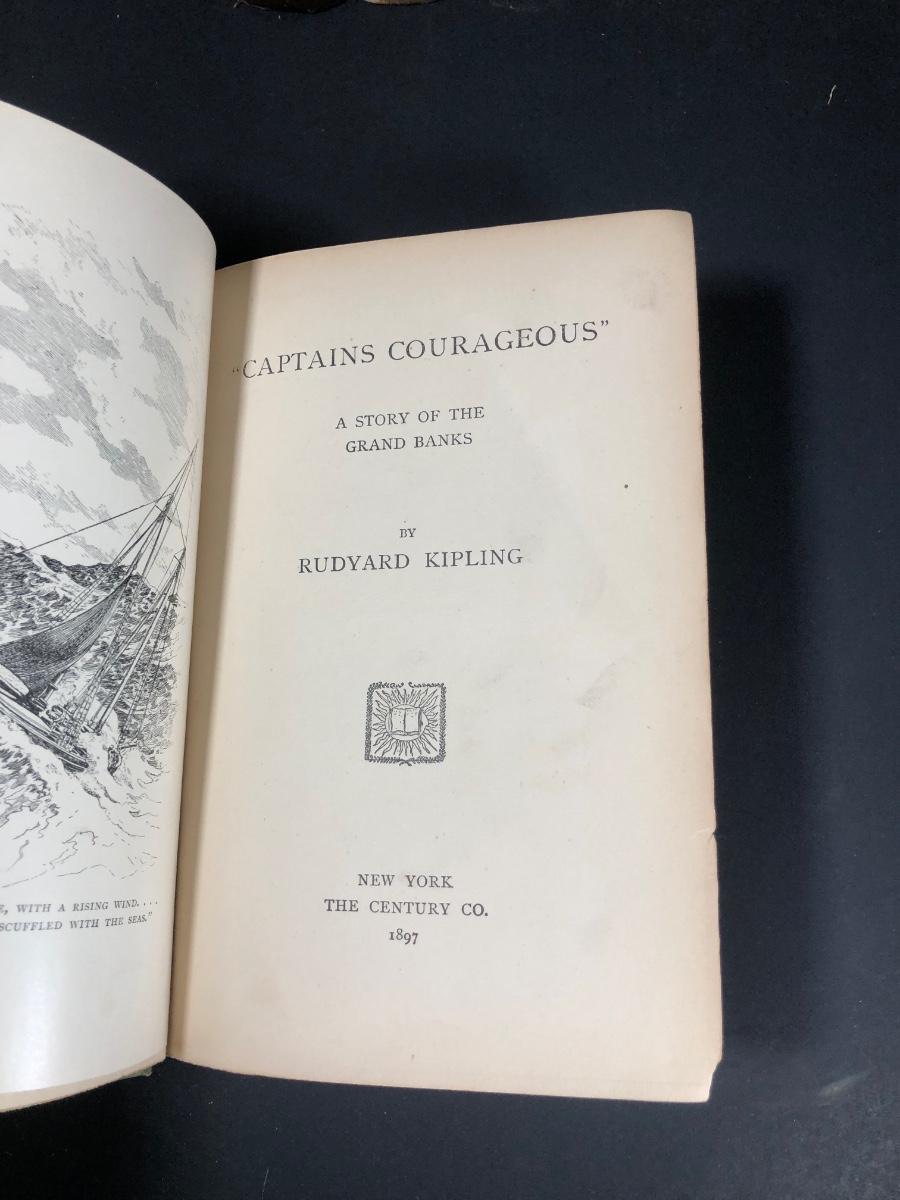 E, WITH A RISING WIND....
SCUFFLED WITH THE SEAS."
"CAPTAINS COURAGEOUS"
A STORY OF THE
GRAND BANKS
BY
RUDYARD KIPLING
NEW YORK
THE CENTURY CO.
1897